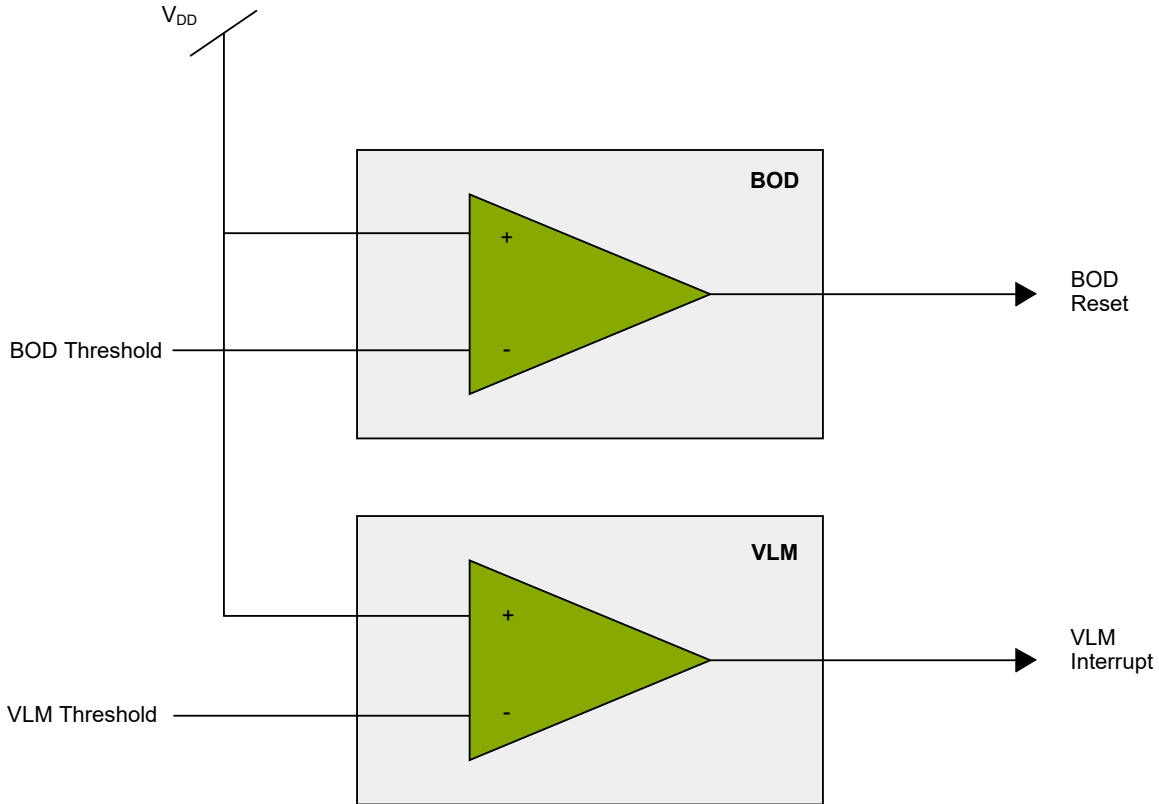 VDD
BOD
+
BOD
Reset
BOD Threshold
-
VLM
+
VLM
Interrupt
VLM Threshold
-